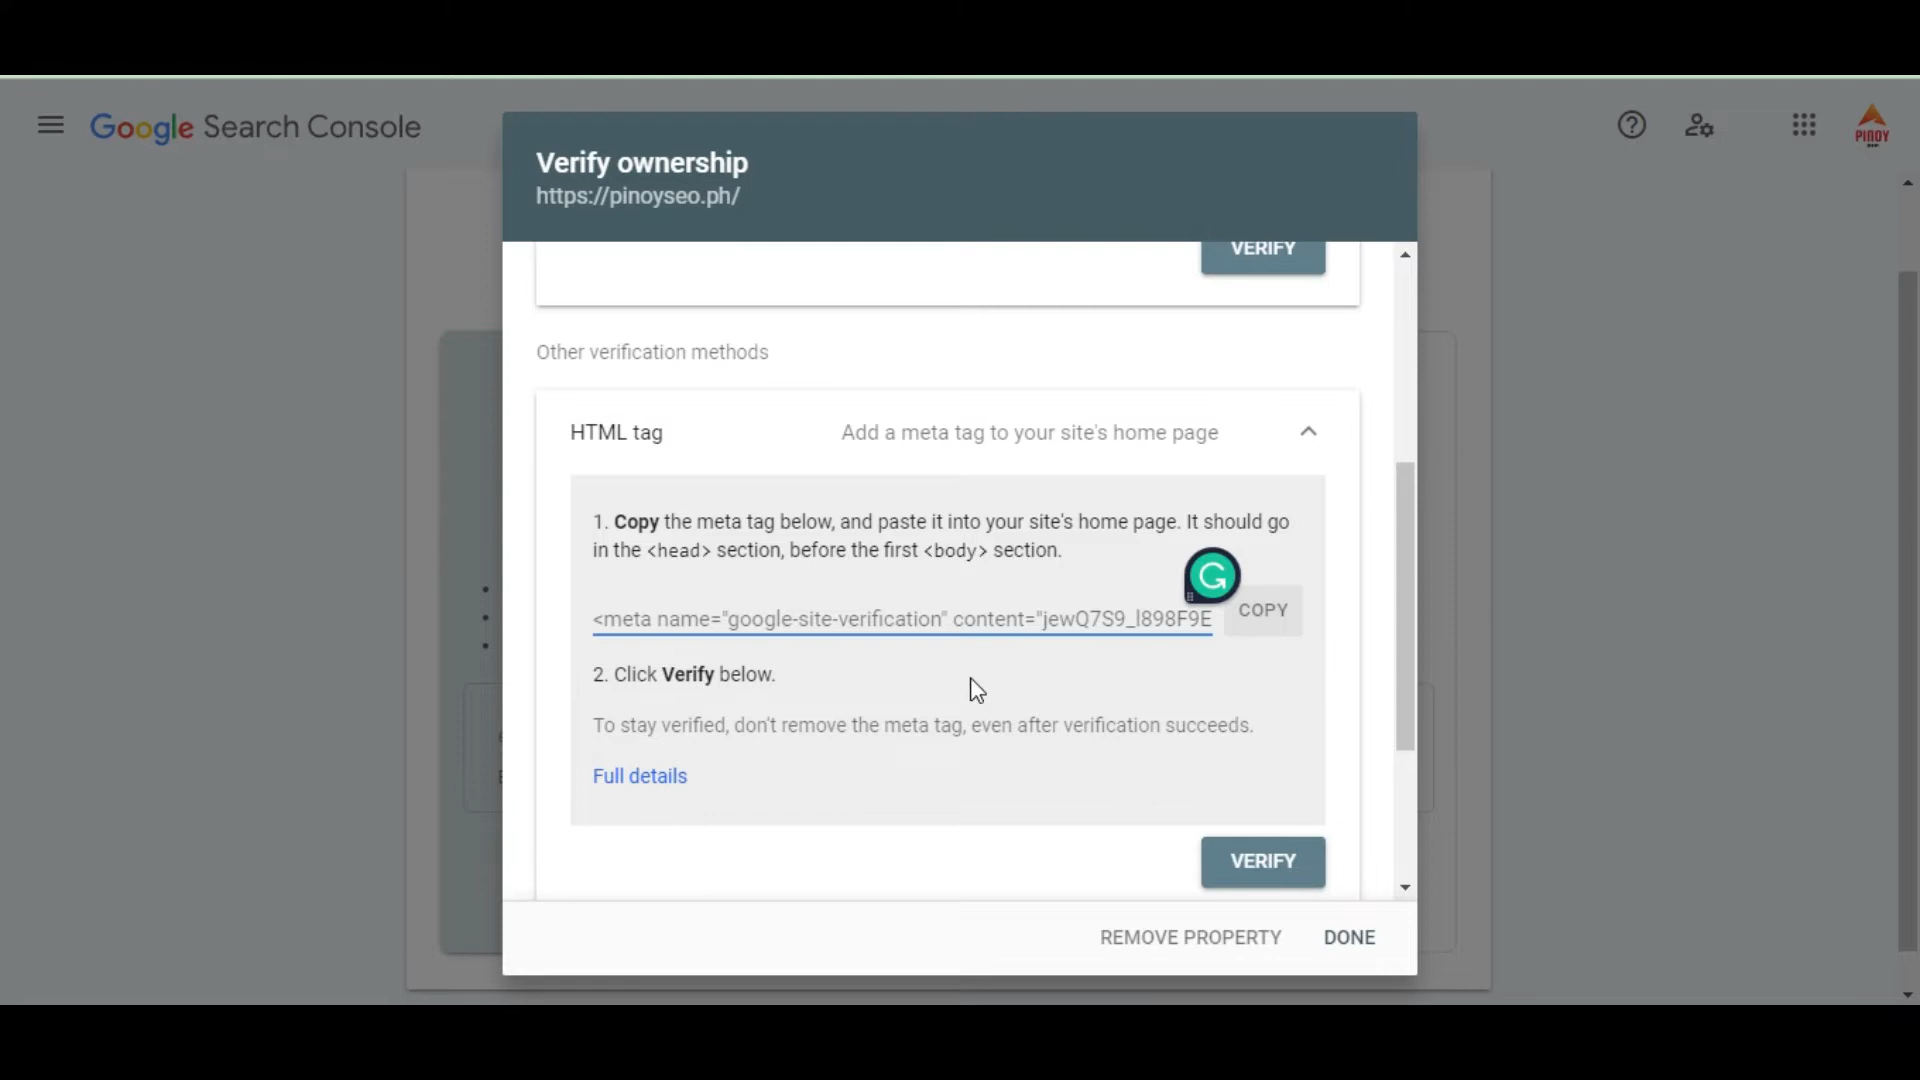 Google Search Console
PINOY
Verify ownership
https://pinoyseo.ph/
VERIFY
Other verification methods
HTML tag
Add a meta tag to your site's home page
1. Copy the meta tag below, and paste it into your site's home page. It should go
in the <head> section, before the first <body> section.
<meta name="google-site-verification" content="jewQ7S9_l898F9E
COPY
2. Click Verify below.
To stay verified, don't remove the meta tag, even after verification succeeds.
Full details
VERIFY
REMOVE PROPERTY
DONE